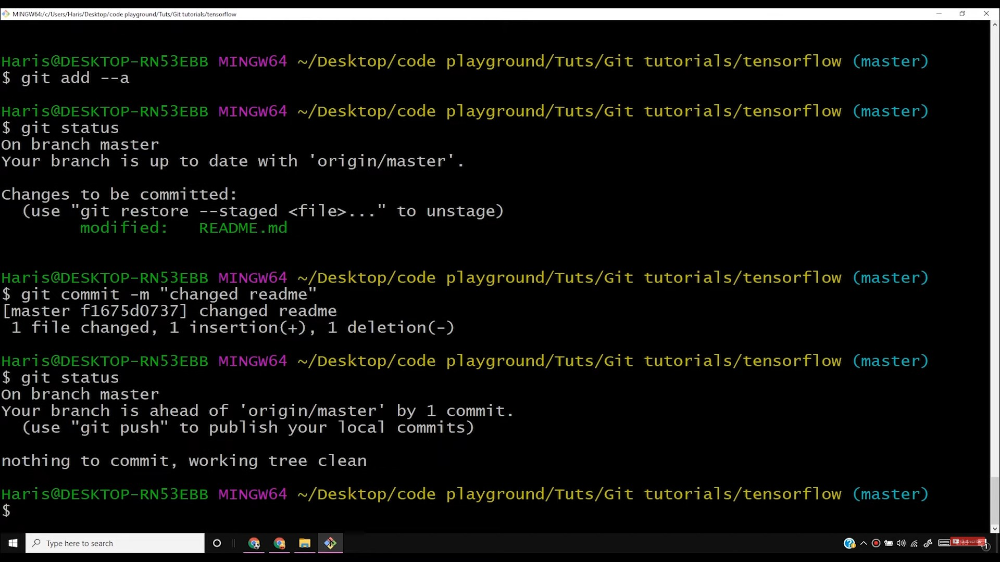 MINGW64:/c/Users/Haris/Desktop/code playground/Tuts/Git tutorials/tensorflow
Haris@DESKTOP-RN53EBB MINGW64 ~/Desktop/code playground/Tuts/Git tutorials/tensorflow (master)
$ git add --a
Haris@DESKTOP-RN53EBB MINGW64 ~/Desktop/code playground/Tuts/Git tutorials/tensorflow (master)
$ git status
On branch master
Your branch is up to date with 'origin/master'.
Changes to be committed:
(use "git restore --staged <file>..." to unstage)
modified: README.md
Haris@DESKTOP-RN53EBB MINGW64 ~/Desktop/code playground/Tuts/Git tutorials/tensorflow (master)
$ git commit -m "changed readme"
[master f1675d0737] changed readme
1 file changed, 1 insertion(+), 1 deletion(-)
Haris@DESKTOP-RN53EBB MINGW64 ~/Desktop/code playground/Tuts/Git tutorials/tensorflow (master)
$ git status
On branch master
Your branch is ahead of 'origin/master' by 1 commit.
(use "git push" to publish your local commits)
nothing to commit, working tree clean
Haris@DESKTOP-RN53EBB MINGW64 ~/Desktop/code playground/Tuts/Git tutorials/tensorflow (master)
$
Type here to search
Subscribe
1